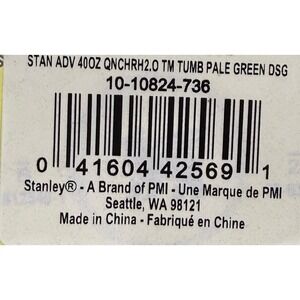 STAN ADV 40OZ QNCHRH2.O TM TUMB PALE GREEN DSG
10-10824-736
0 41604 42569 1
Stanley® - A Brand of PMI - Une Marque de PMI
Seattle, WA 98121
Made in China - Fabriqué en Chine